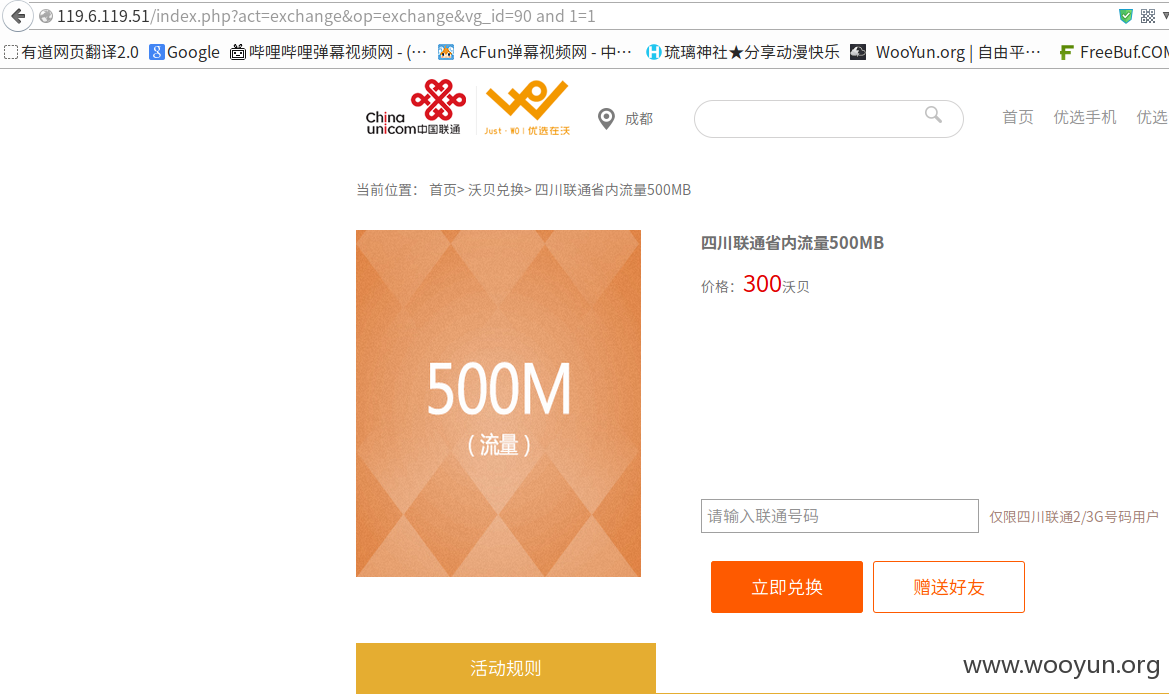 119.6.119.51/index.php?act=exchange&op=exchange&vg_id=90 and 1=1
有道网页翻译2.0 Google 哔哩哔哩弹幕视频网 - (··· AcFun弹幕视频网 - 中··· 琉璃神社★分享动漫快乐 WooYun.org | 自由平··· FreeBuf.COM
China unicom中国联通 Just·WO | 优选在沃 成都 首页 优选手机 优选
当前位置: 首页> 沃贝兑换> 四川联通省内流量500MB
四川联通省内流量500MB
价格: 300沃贝
500M
(流量)
请输入联通号码 仅限四川联通2/3G号码用户
立即兑换 赠送好友
活动规则
www.wooyun.org